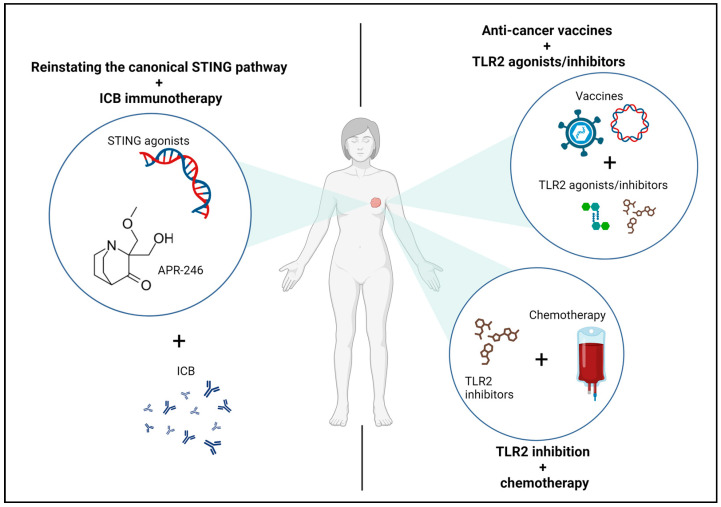 Reinstating the canonical STING pathway
+
ICB immunotherapy
STING agonists
O
N
OH
O
APR-246
+
ICB
Anti-cancer vaccines
+
TLR2 agonists/inhibitors
Vaccines
+
TLR2 agonists/inhibitors
Chemotherapy
+
TLR2
inhibitors
TLR2 inhibition
+
chemotherapy